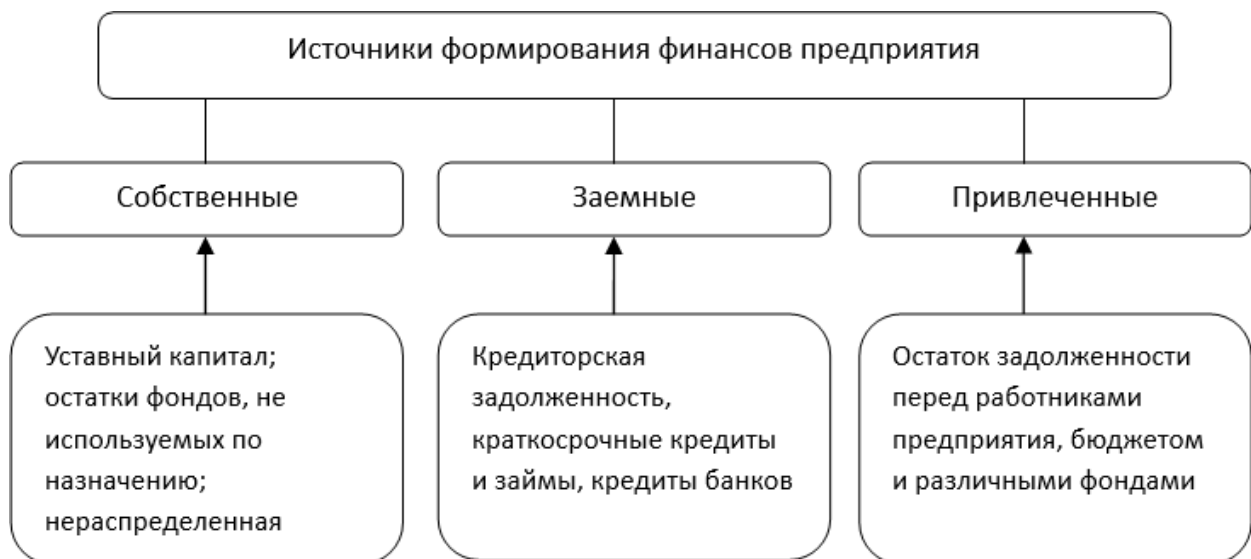 Источники формирования финансов предприятия
Собственные
Заемные
Привлеченные
Уставный капитал;
остатки фондов, не
используемых по
назначению;
нераспределенная
Кредиторская
задолженность,
краткосрочные кредиты
и займы, кредиты банков
Остаток задолженности
перед работниками
предприятия, бюджетом
и различными фондами